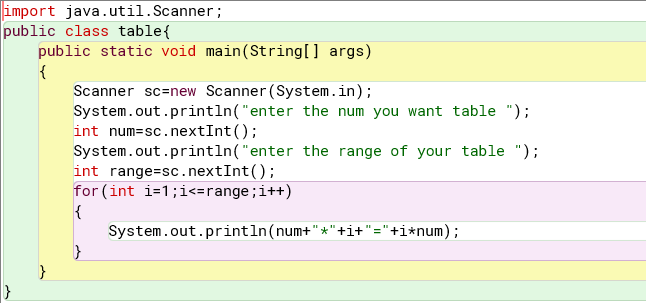 import java.util.Scanner;
public class table{
    public static void main(String[] args)
    {
        Scanner sc=new Scanner(System.in);
        System.out.println("enter the num you want table ");
        int num=sc.nextInt();
        System.out.println("enter the range of your table ");
        int range=sc.nextInt();
        for(int i=1;i<=range;i++)
        {
            System.out.println(num+"*"+i+"="+i*num);
        }
    }
}